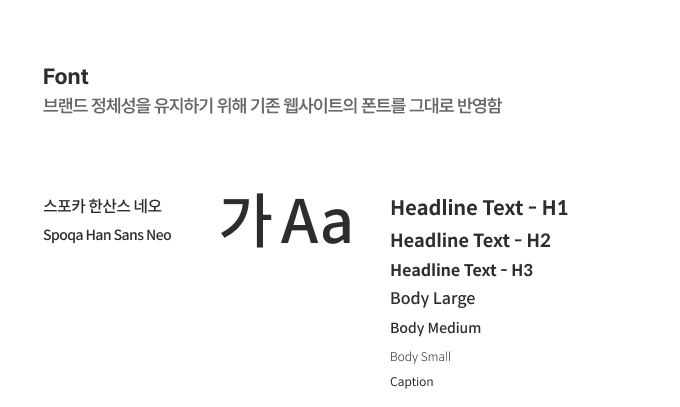 Font
브랜드 정체성을 유지하기 위해 기존 웹사이트의 폰트를 그대로 반영함
스포카 한산스 네오
Spoqa Han Sans Neo
가 Aa
Headline Text - H1
Headline Text - H2
Headline Text - H3
Body Large
Body Medium
Body Small
Caption